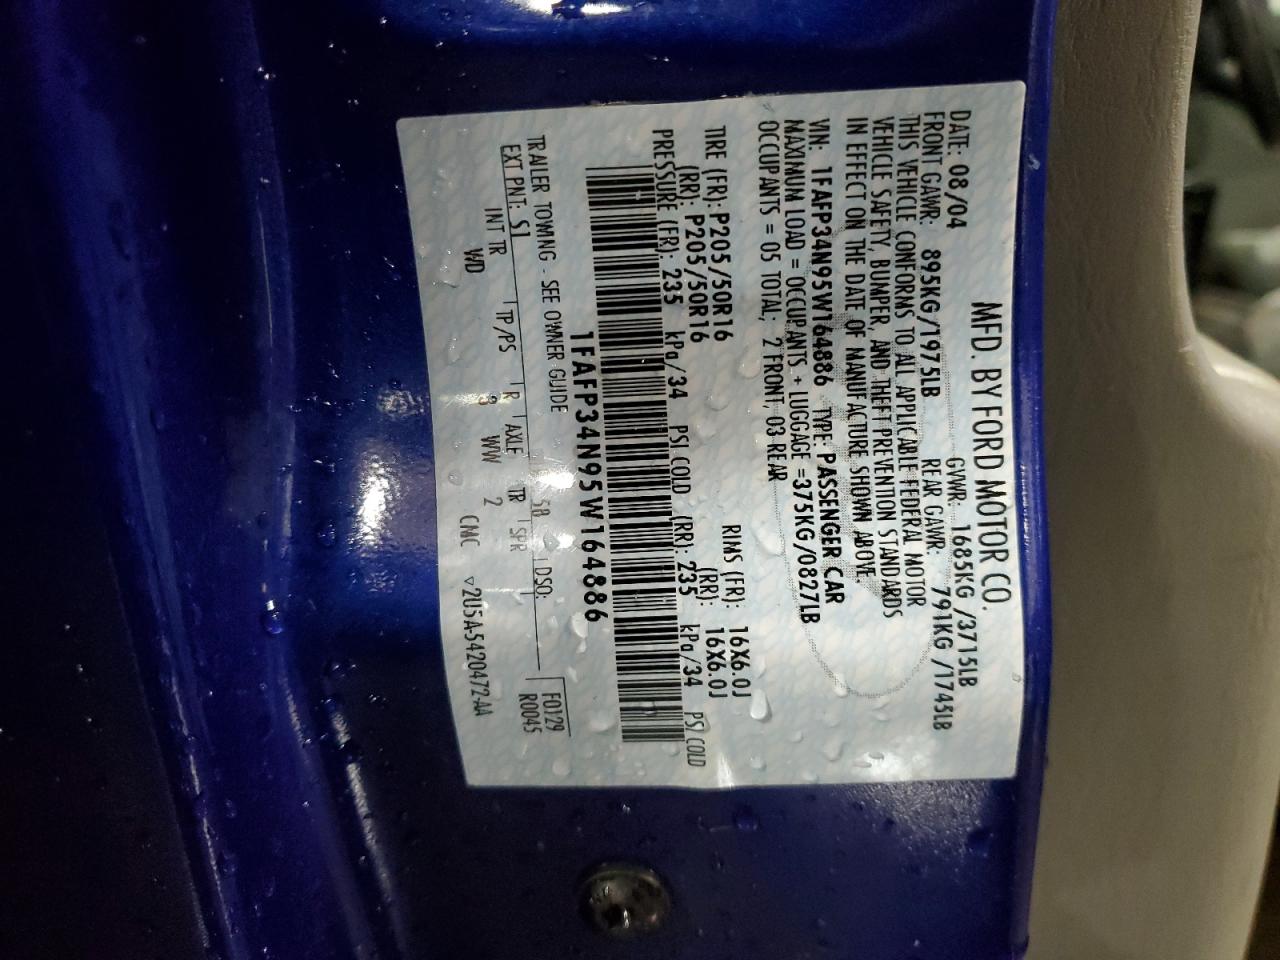 MFD. BY FORD MOTOR CO.
DATE: 08/04 GVWR: 1685KG /3715LB
FRONT GAWR: 895KG/1975LB REAR GAWR: 791KG /1745LB
THIS VEHICLE CONFORMS TO ALL APPLICABLE FEDERAL MOTOR
VEHICLE SAFETY, BUMPER, AND THEFT PREVENTION STANDARDS
IN EFFECT ON THE DATE OF MANUFACTURE SHOWN ABOVE.
VIN: 1FAFP34N95W164886 TYPE: PASSENGER CAR
MAXIMUM LOAD = OCCUPANTS + LUGGAGE =375KG/0827LB
OCCUPANTS = 05 TOTAL; 2 FRONT, 03 REAR
TIRE (FR): P205/50R16 RIMS (FR): 16X6.0J
(RR): P205/50R16 (RR): 16X6.0J
PRESSURE (FR): 235 kPa/34 PSI COLD (RR): 235 kPa/34 PSI COLD
1FAFP34N95W164886
TRAILER TOWING - SEE OWNER GUIDE F0129
EXT PNT: S1 58 DSO: R0045
INT TR TP/PS R AXLE TR SPR
WD 3 WW 2 CMC ▽2U5A-5420472-AA